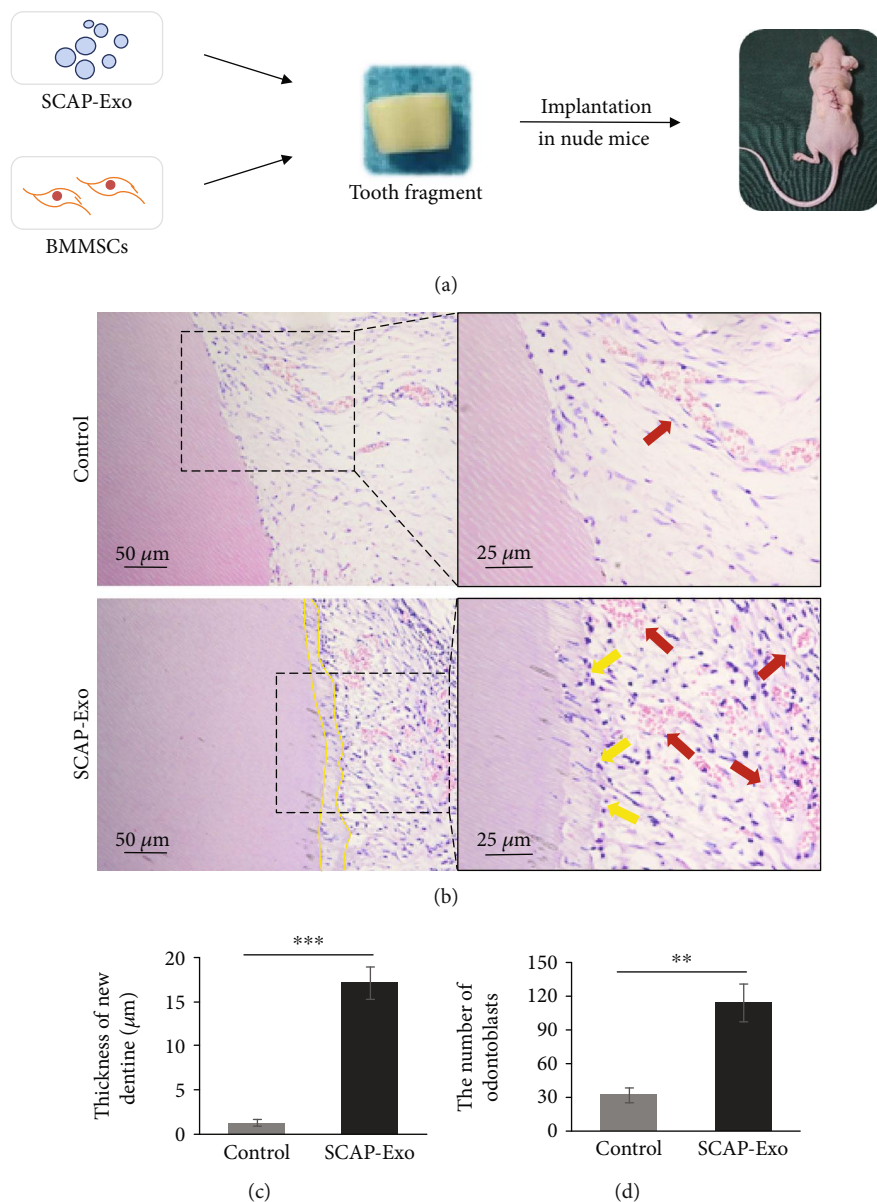 SCAP-Exo
BMMSCs
Tooth fragment
Implantation
in nude mice
(a)
Control
50 μm
25 μm
SCAP-Exo
50 μm
25 μm
(b)
Thickness of new
dentine (μm)
20
15
10
5
0
***
Control
SCAP-Exo
(c)
The number of
odontoblasts
150
120
90
60
30
0
**
Control
SCAP-Exo
(d)